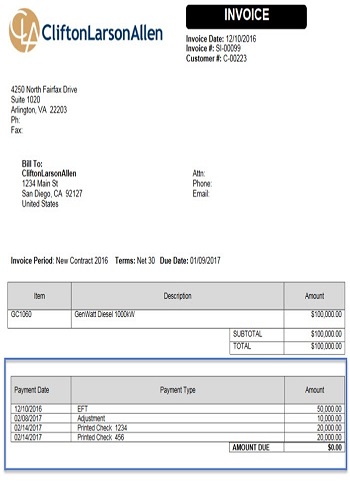 CLA CliftonLarsonAllen
INVOICE
Invoice Date: 12/10/2016
Invoice #: SI-00099
Customer #: C-00223
4250 North Fairfax Drive
Suite 1020
Arlington, VA 22203
Ph:
Fax:
Bill To:
CliftonLarsonAllen
1234 Main St
San Diego, CA 92127
United States
Attn:
Phone:
Email:
Invoice Period: New Contract 2016 Terms: Net 30 Due Date: 01/09/2017
Item Description Amount
GC1060 GenWatt Diesel 1000kW $100,000.00
SUBTOTAL $100,000.00
TOTAL $100,000.00
Payment Date Payment Type Amount
12/10/2016 EFT 50,000.00
02/08/2017 Adjustment 10,000.00
02/14/2017 Printed Check 1234 20,000.00
02/14/2017 Printed Check 456 20,000.00
AMOUNT DUE $0.00